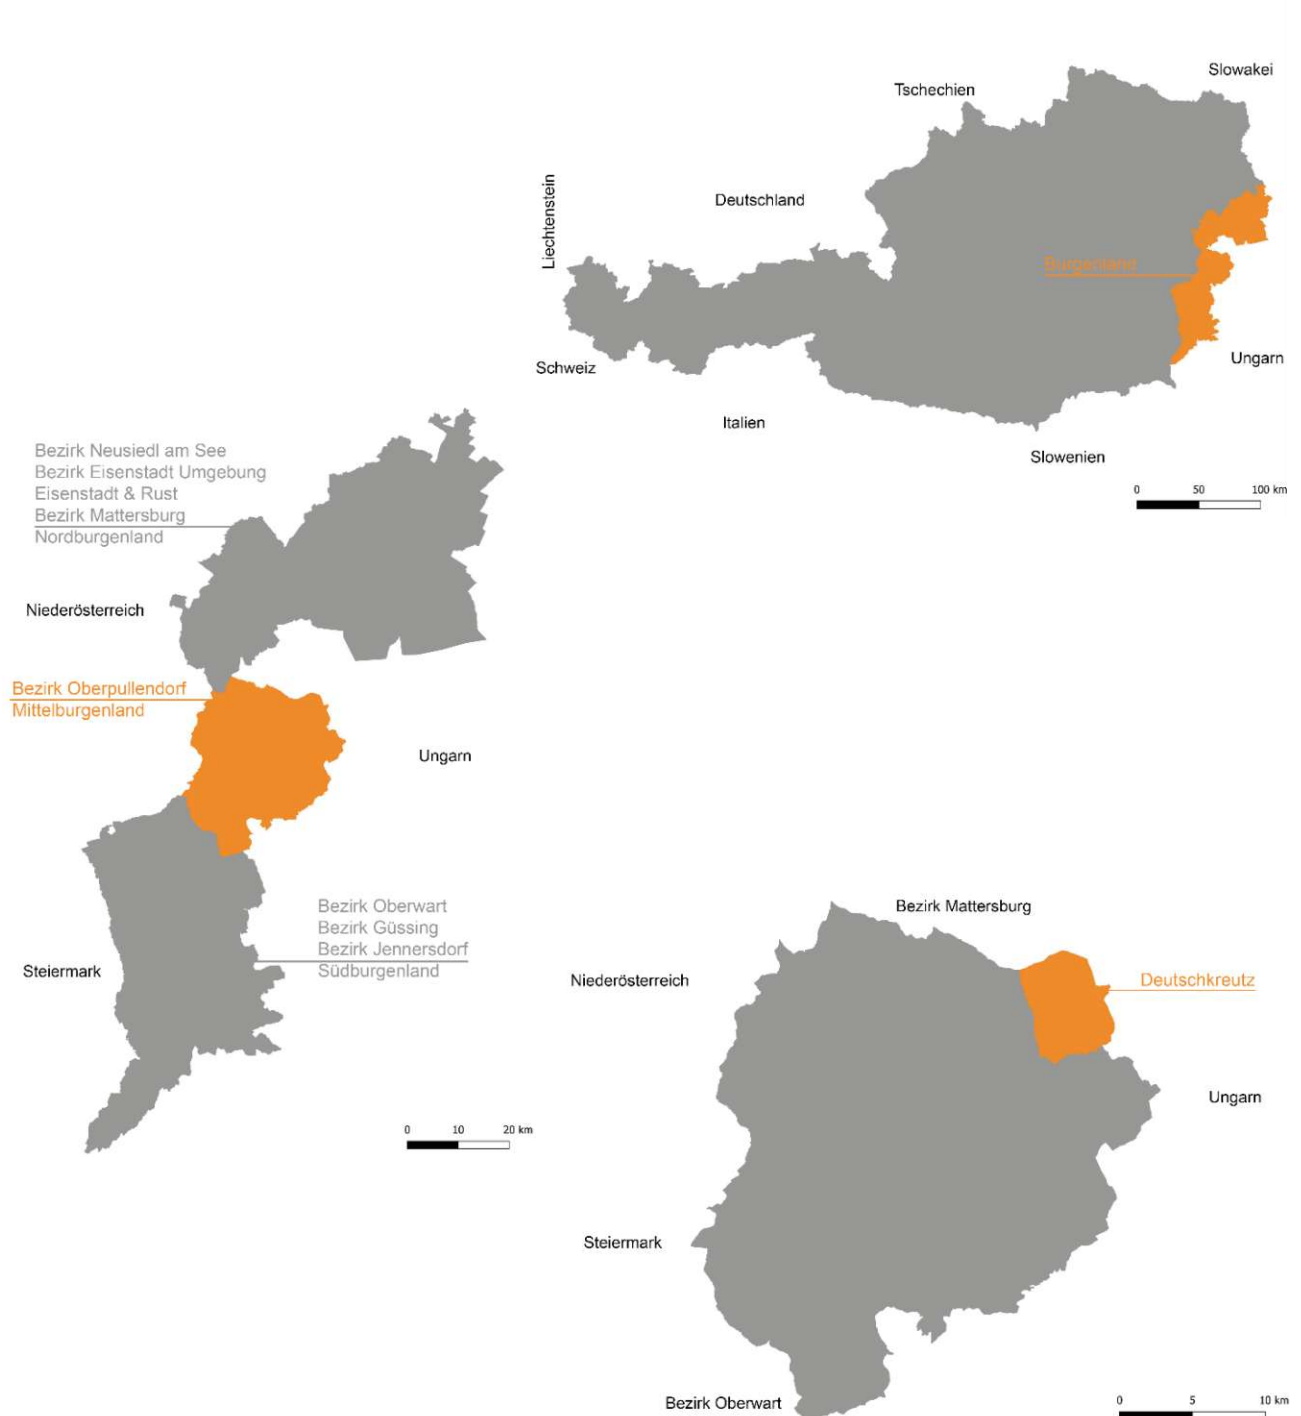 Slowakei
Tschechien
Liechtenstein
Deutschland
Burgenland
Schweiz
Ungarn
Italien
Slowenien
0 50 100 km
Bezirk Neusiedl am See
Bezirk Eisenstadt Umgebung
Eisenstadt & Rust
Bezirk Mattersburg
Nordburgenland
Niederösterreich
Bezirk Oberpullendorf
Mittelburgenland
Ungarn
Bezirk Oberwart
Bezirk Güssing
Bezirk Jennersdorf
Südburgenland
Steiermark
0 10 20 km
Bezirk Mattersburg
Niederösterreich
Deutschkreutz
Ungarn
Steiermark
Bezirk Oberwart
0 5 10 km